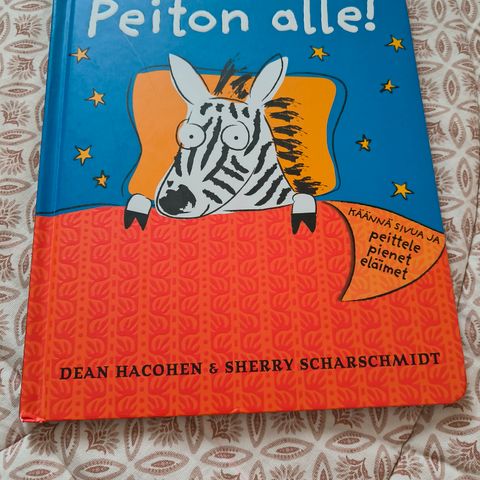 Peiton alle!
KÄÄNNÄ SIVUA JA
peittele
pienet
eläimet
DEAN HACOHEN & SHERRY SCHARSCHMIDT